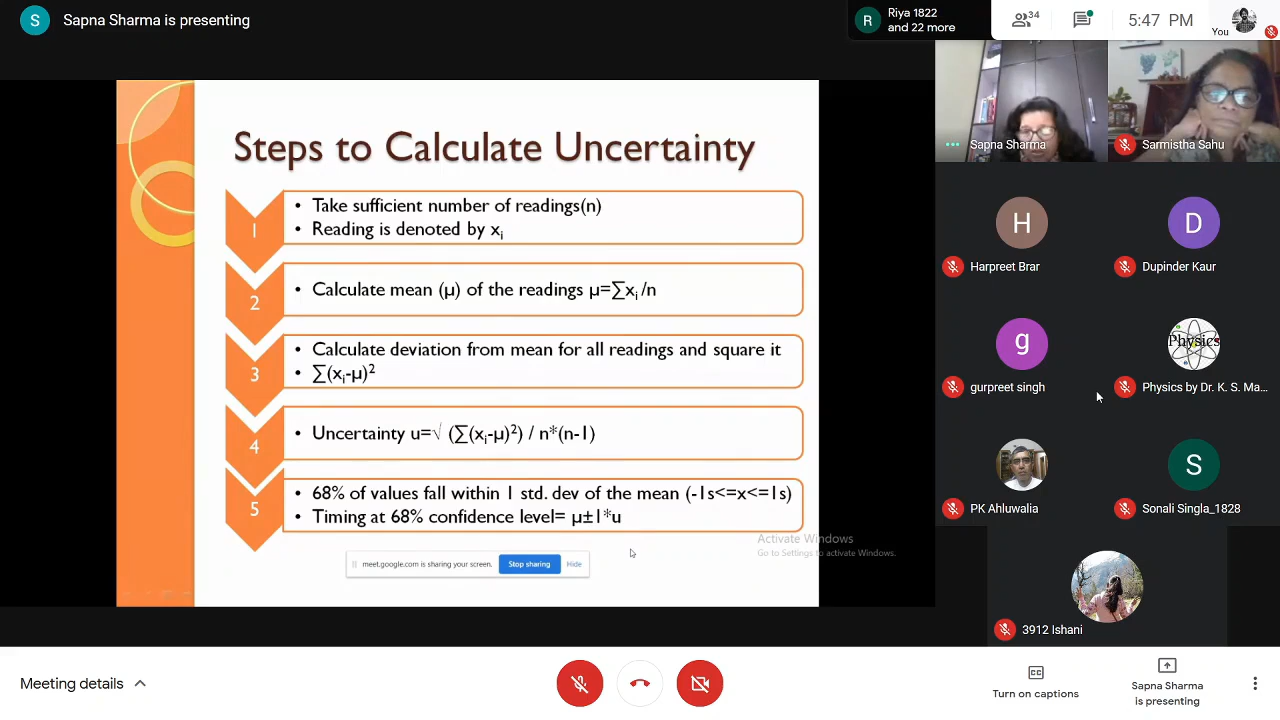 S
Sapna Sharma is presenting
R
Riya 1822
and 22 more
34
5:47 PM
You
Steps to Calculate Uncertainty
1
• Take sufficient number of readings(n)
• Reading is denoted by xᵢ
2
• Calculate mean (µ) of the readings µ=∑xᵢ /n
3
• Calculate deviation from mean for all readings and square it
• ∑(xᵢ-µ)²
4
• Uncertainty u=√ (∑(xᵢ-µ)²) / n*(n-1)
5
• 68% of values fall within 1 std. dev of the mean (-1s<=x<=1s)
• Timing at 68% confidence level= µ±1*u
Activate Windows
Go to Settings to activate Windows.
meet.google.com is sharing your screen.
Stop sharing
Hide
Sapna Sharma
Sarmistha Sahu
H
Harpreet Brar
D
Dupinder Kaur
g
gurpreet singh
Physics
Physics by Dr. K. S. Ma...
PK Ahluwalia
S
Sonali Singla_1828
3912 Ishani
Meeting details
CC
Turn on captions
Sapna Sharma
is presenting